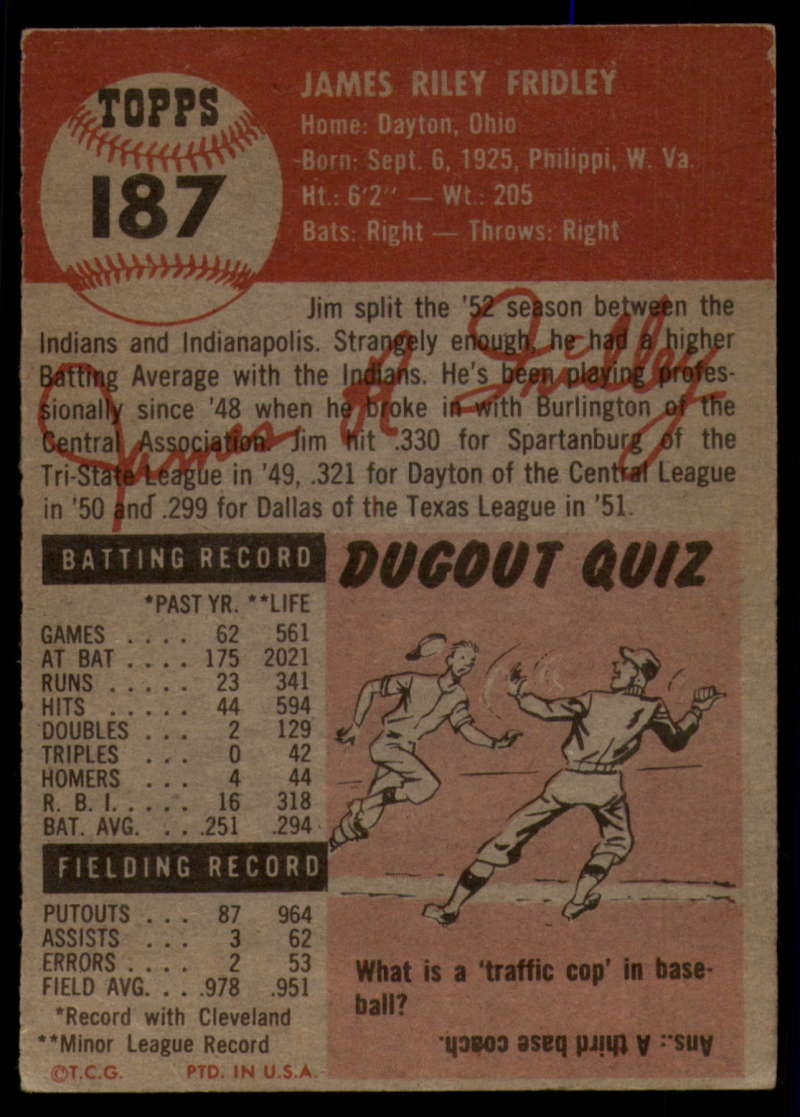 TOPPS
187
JAMES RILEY FRIDLEY
Home: Dayton, Ohio
Born: Sept. 6, 1925, Philippi, W. Va.
Ht.: 6'2" — Wt.: 205
Bats: Right — Throws: Right
Jim split the '52 season between the
Indians and Indianapolis. Strangely enough, he had a higher
Batting Average with the Indians. He's been playing profes-
sionally since '48 when he broke in with Burlington of the
Central Association. Jim hit .330 for Spartanburg of the
Tri-State League in '49, .321 for Dayton of the Central League
in '50 and .299 for Dallas of the Texas League in '51.
James R Fridley
BATTING RECORD
*PAST YR. **LIFE
GAMES . . . . 62 561
AT BAT . . . . 175 2021
RUNS . . . . . 23 341
HITS . . . . . 44 594
DOUBLES . . . 2 129
TRIPLES . . . 0 42
HOMERS . . . 4 44
R. B. I. . . . . 16 318
BAT. AVG. . . .251 .294
FIELDING RECORD
PUTOUTS . . . 87 964
ASSISTS . . . 3 62
ERRORS . . . . 2 53
FIELD AVG. . . .978 .951
*Record with Cleveland
**Minor League Record
©T.C.G. PTD. IN U.S.A.
DUGOUT QUIZ
What is a 'traffic cop' in base-
ball?
Ans.: A third base coach.